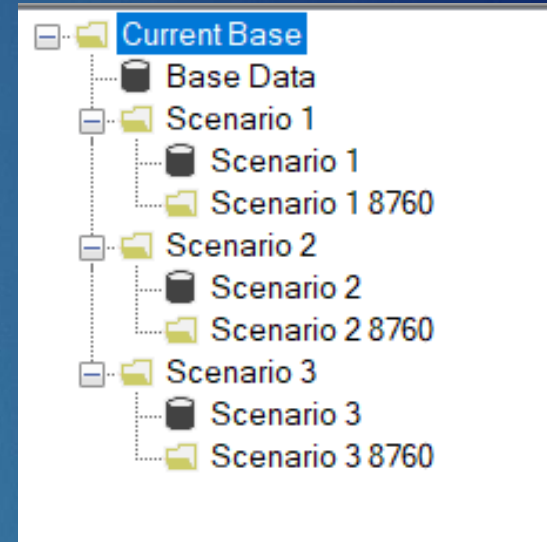 Current Base
Base Data
Scenario 1
Scenario 1
Scenario 1 8760
Scenario 2
Scenario 2
Scenario 2 8760
Scenario 3
Scenario 3
Scenario 3 8760